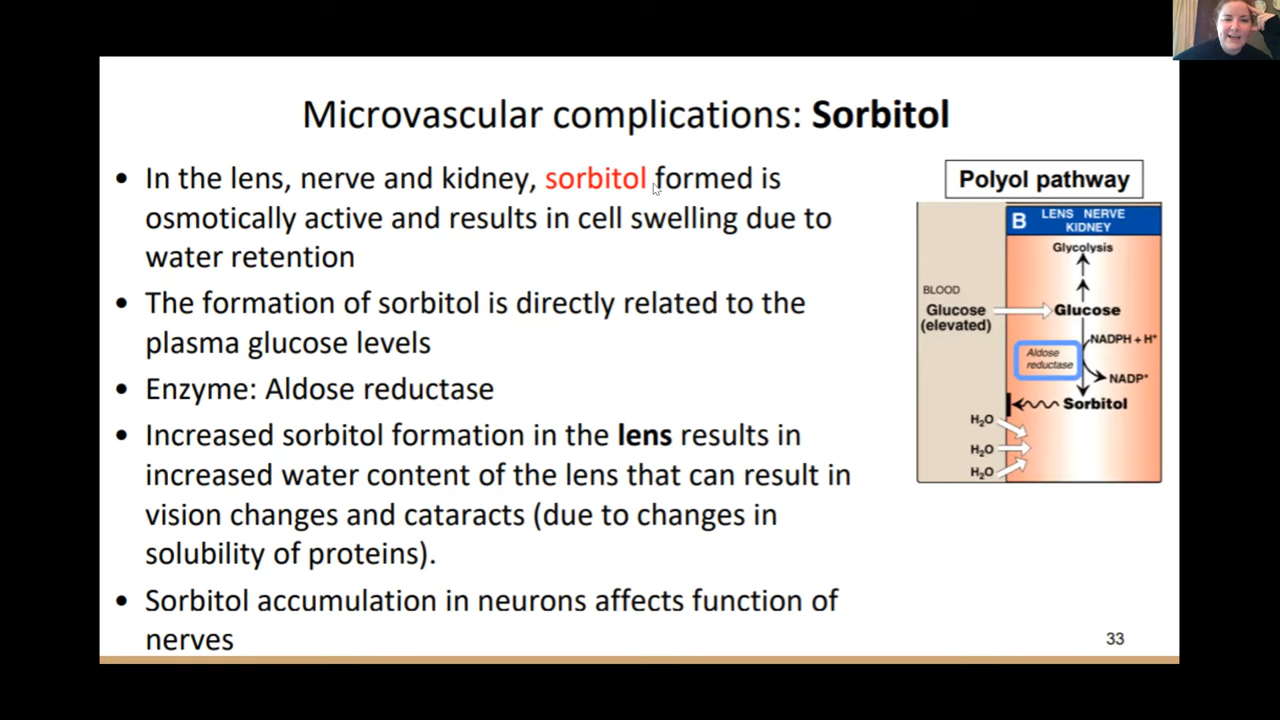 Microvascular complications: Sorbitol
• In the lens, nerve and kidney, sorbitol formed is
osmotically active and results in cell swelling due to
water retention
• The formation of sorbitol is directly related to the
plasma glucose levels
• Enzyme: Aldose reductase
• Increased sorbitol formation in the lens results in
increased water content of the lens that can result in
vision changes and cataracts (due to changes in
solubility of proteins).
• Sorbitol accumulation in neurons affects function of
nerves
Polyol pathway
B
LENS NERVE
KIDNEY
Glycolysis
BLOOD
Glucose
(elevated)
Glucose
NADPH + H⁺
Aldose
reductase
NADP⁺
Sorbitol
H₂O
H₂O
H₂O
33